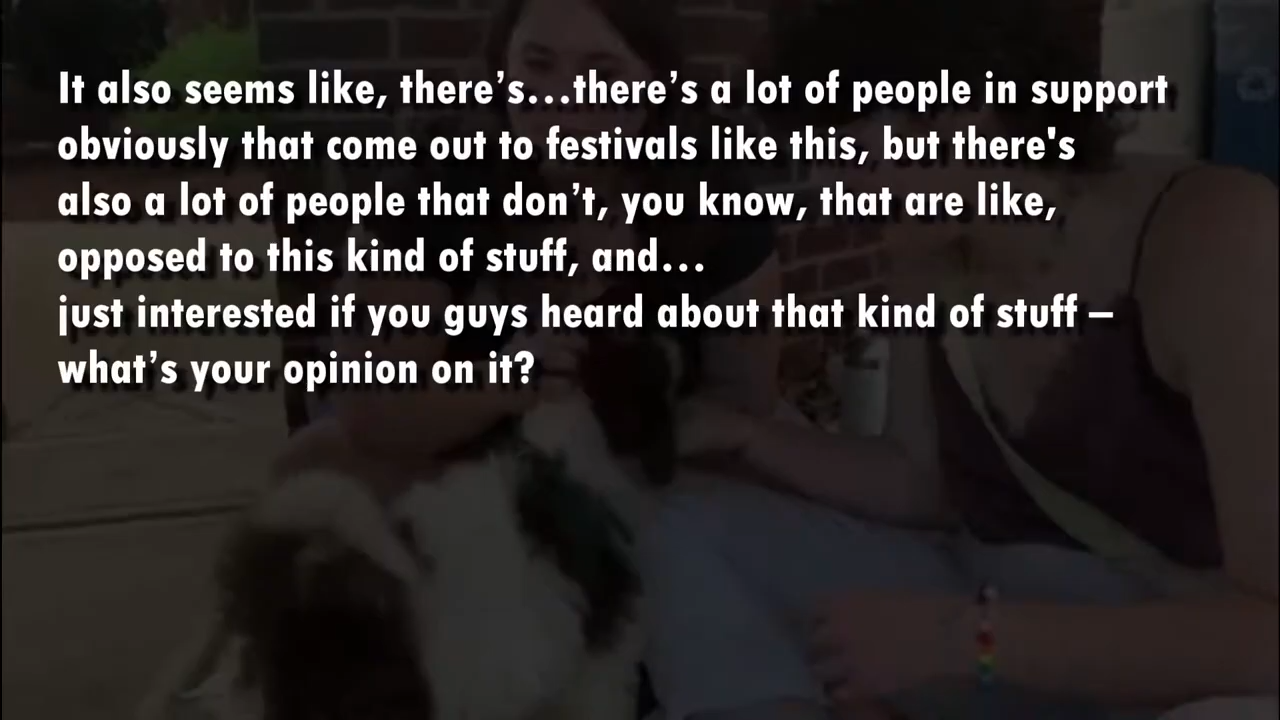 It also seems like, there’s…there’s a lot of people in support
obviously that come out to festivals like this, but there's
also a lot of people that don’t, you know, that are like,
opposed to this kind of stuff, and…
just interested if you guys heard about that kind of stuff –
what’s your opinion on it?